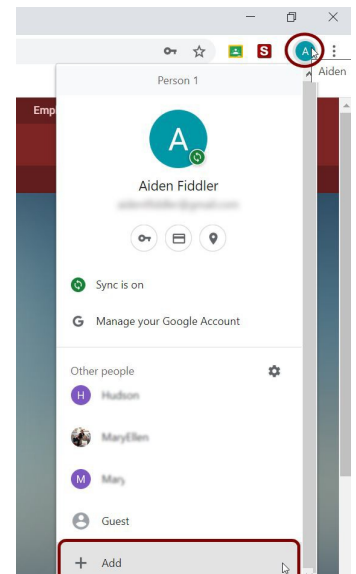 S
A
Person 1
Aiden
Emp
A
Aiden Fiddler
Sync is on
G Manage your Google Account
Other people
H Hudson
MaryEllen
M Mary
Guest
+ Add